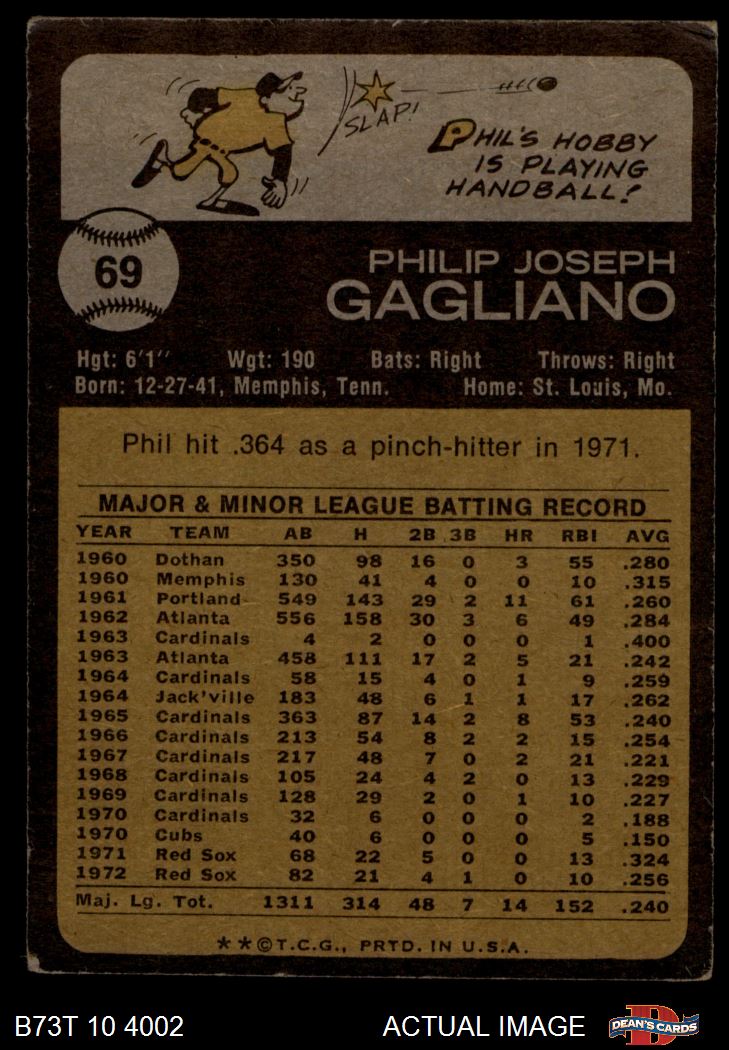 SLAP!
PHIL'S HOBBY
IS PLAYING
HANDBALL!
69
PHILIP JOSEPH
GAGLIANO
Hgt: 6'1" Wgt: 190 Bats: Right Throws: Right
Born: 12-27-41, Memphis, Tenn. Home: St. Louis, Mo.
Phil hit .364 as a pinch-hitter in 1971.
MAJOR & MINOR LEAGUE BATTING RECORD
YEAR TEAM AB H 2B 3B HR RBI AVG
1960 Dothan 350 98 16 0 3 55 .280
1960 Memphis 130 41 4 0 0 10 .315
1961 Portland 549 143 29 2 11 61 .260
1962 Atlanta 556 158 30 3 6 49 .284
1963 Cardinals 4 2 0 0 0 1 .400
1963 Atlanta 458 111 17 2 5 21 .242
1964 Cardinals 58 15 4 0 1 9 .259
1964 Jack'ville 183 48 6 1 1 17 .262
1965 Cardinals 363 87 14 2 8 53 .240
1966 Cardinals 213 54 8 2 2 15 .254
1967 Cardinals 217 48 7 0 2 21 .221
1968 Cardinals 105 24 4 2 0 13 .229
1969 Cardinals 128 29 2 0 1 10 .227
1970 Cardinals 32 6 0 0 0 2 .188
1970 Cubs 40 6 0 0 0 5 .150
1971 Red Sox 68 22 5 0 0 13 .324
1972 Red Sox 82 21 4 1 0 10 .256
Maj. Lg. Tot. 1311 314 48 7 14 152 .240
**©T.C.G., PRTD. IN U.S.A.
B73T 10 4002 ACTUAL IMAGE DEAN'S CARDS